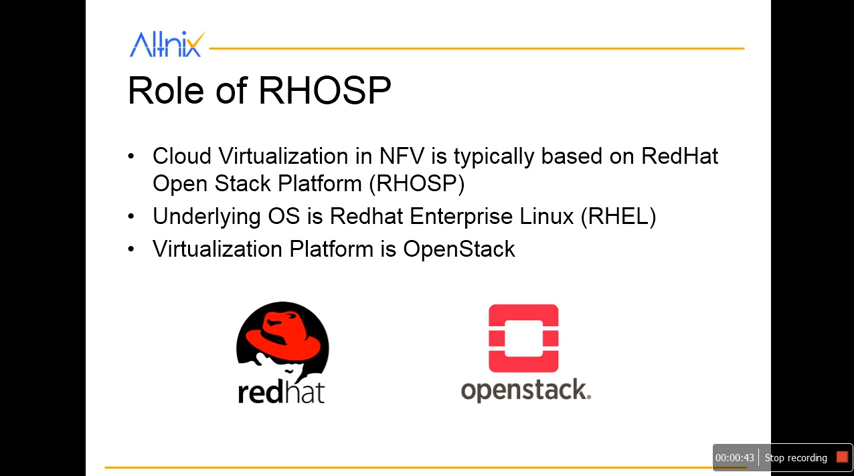 Altnix
Role of RHOSP
• Cloud Virtualization in NFV is typically based on RedHat
Open Stack Platform (RHOSP)
• Underlying OS is Redhat Enterprise Linux (RHEL)
• Virtualization Platform is OpenStack
redhat
openstack.
00:00:43 Stop recording